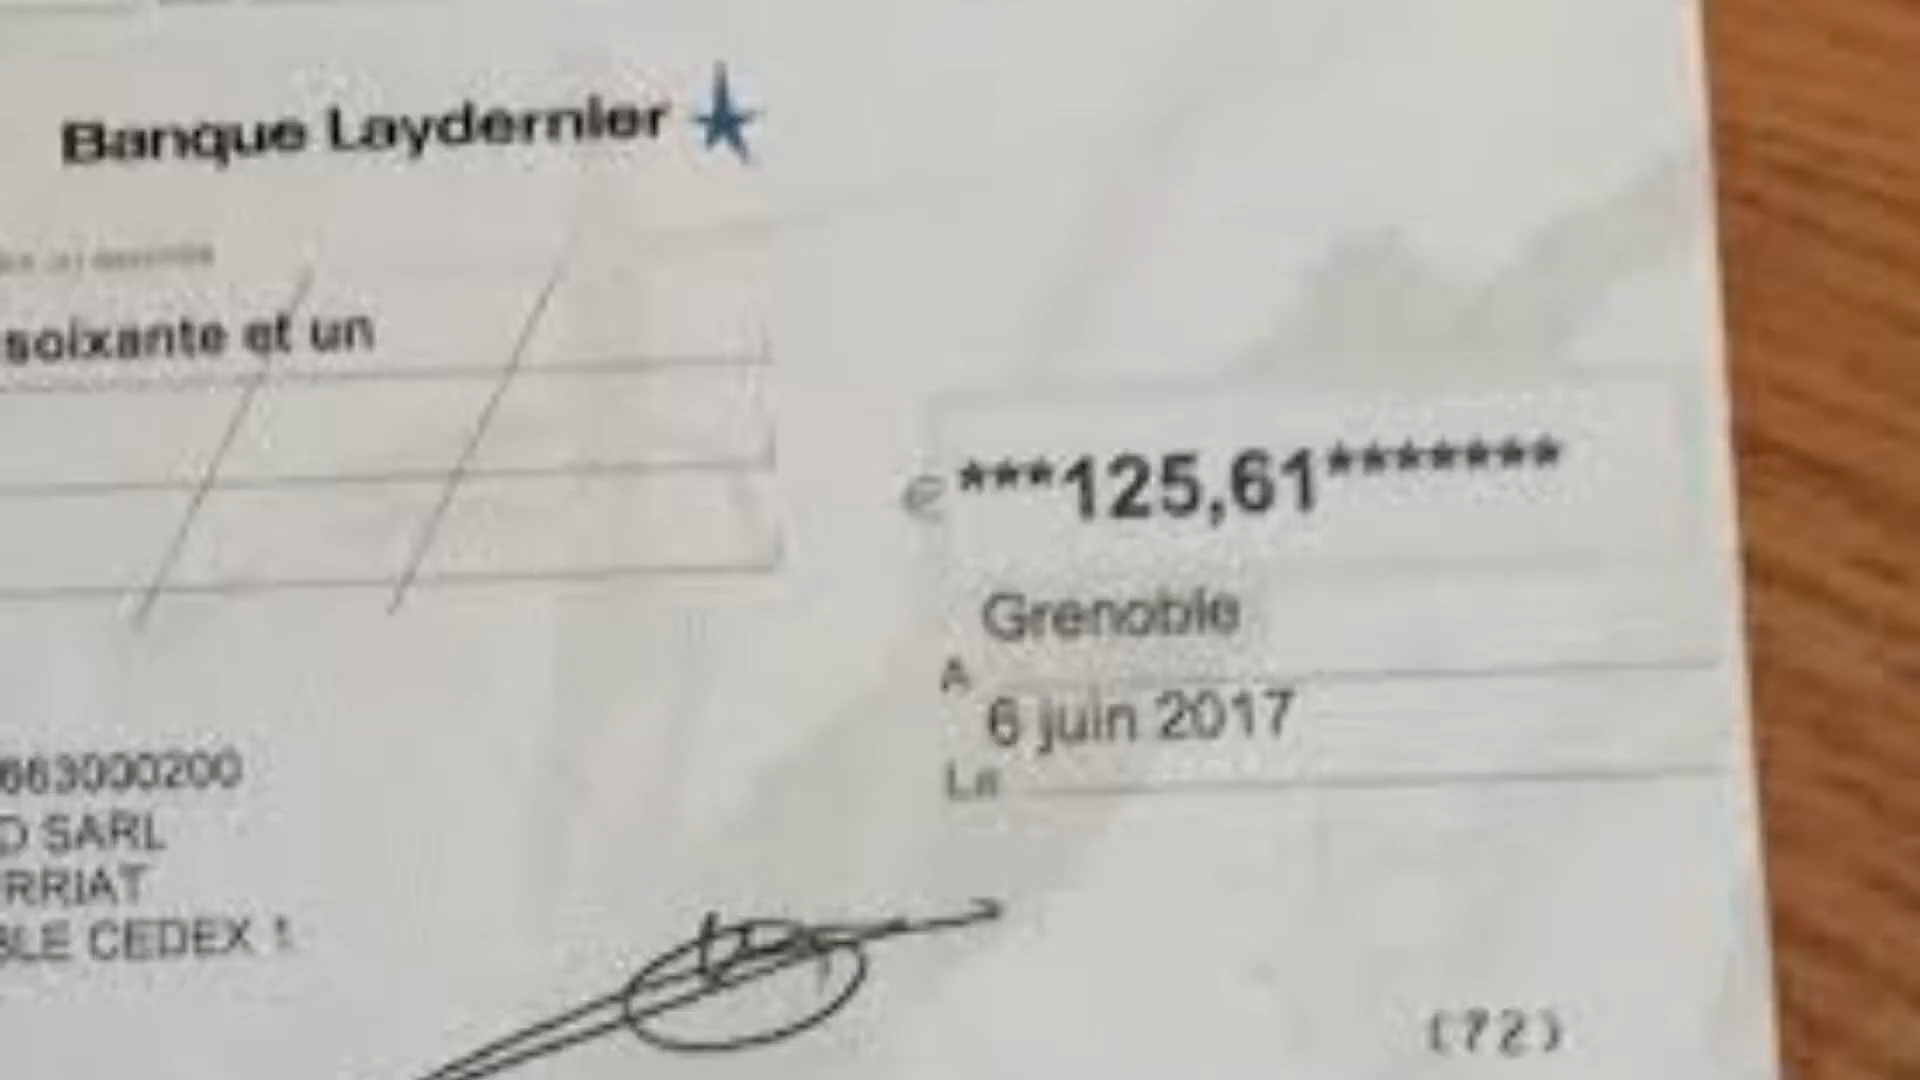 Banque Laydernier
soixante et un
€ ***125,61*******
Grenoble
A
6 juin 2017
Le
663000200
D SARL
RRIAT
BLE CEDEX 1
(72)